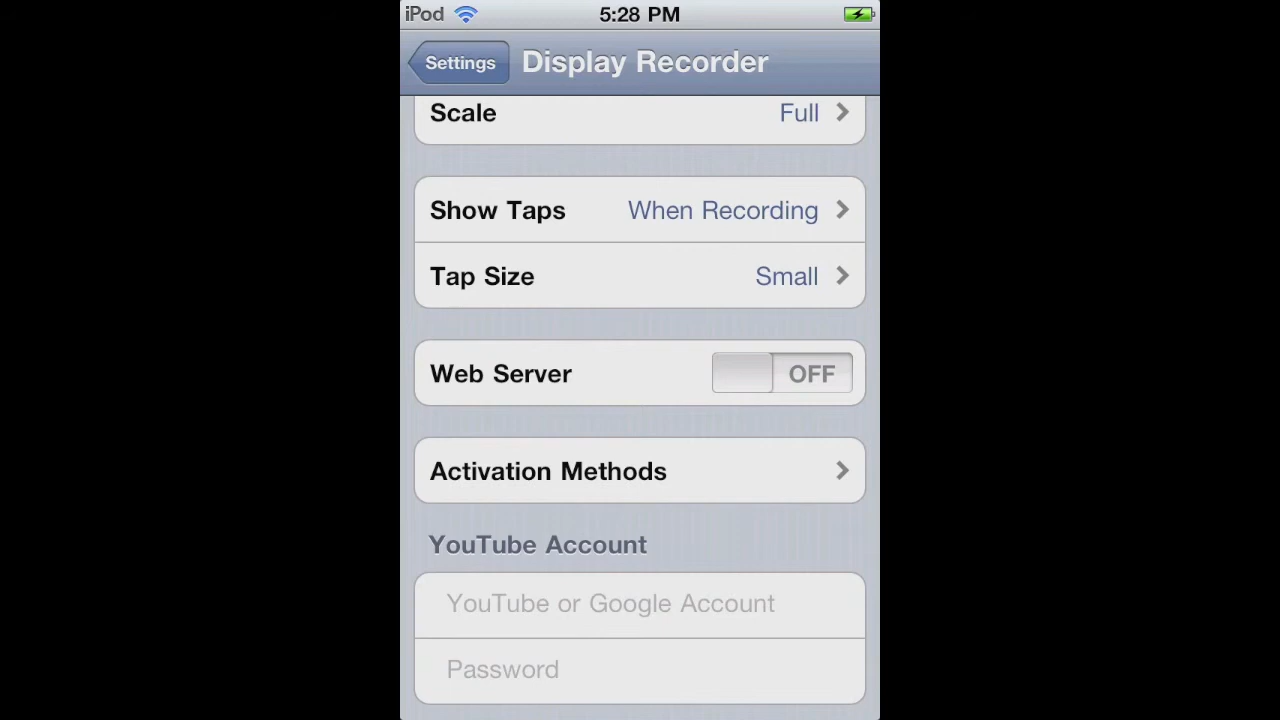 iPod 5:28 PM
Settings Display Recorder
Scale Full
Show Taps When Recording
Tap Size Small
Web Server OFF
Activation Methods
YouTube Account
YouTube or Google Account
Password